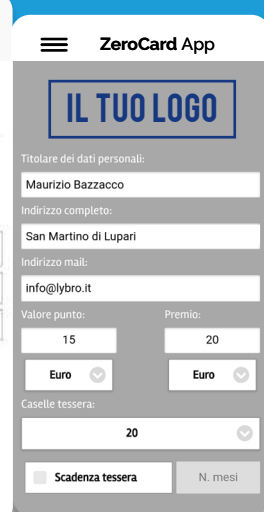 ZeroCard App
IL TUO LOGO
Titolare dei dati personali:
Maurizio Bazzacco
Indirizzo completo:
San Martino di Lupari
Indirizzo mail:
info@lybro.it
Valore punto: Premio:
15 20
Euro Euro
Caselle tessera:
20
Scadenza tessera N. mesi